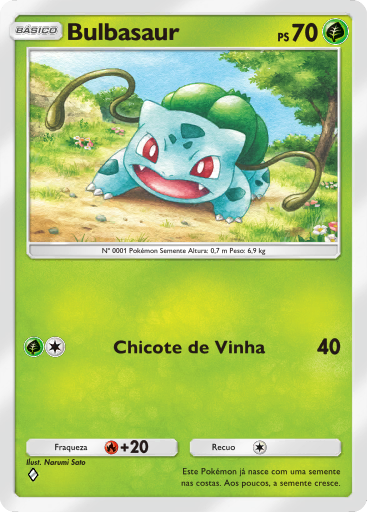 BÁSICO Bulbasaur PS 70
Nº 0001 Pokémon Semente Altura: 0,7 m Peso: 6,9 kg
Chicote de Vinha 40
Fraqueza +20 Recuo
Ilust. Narumi Sato
Este Pokémon já nasce com uma semente
nas costas. Aos poucos, a semente cresce.